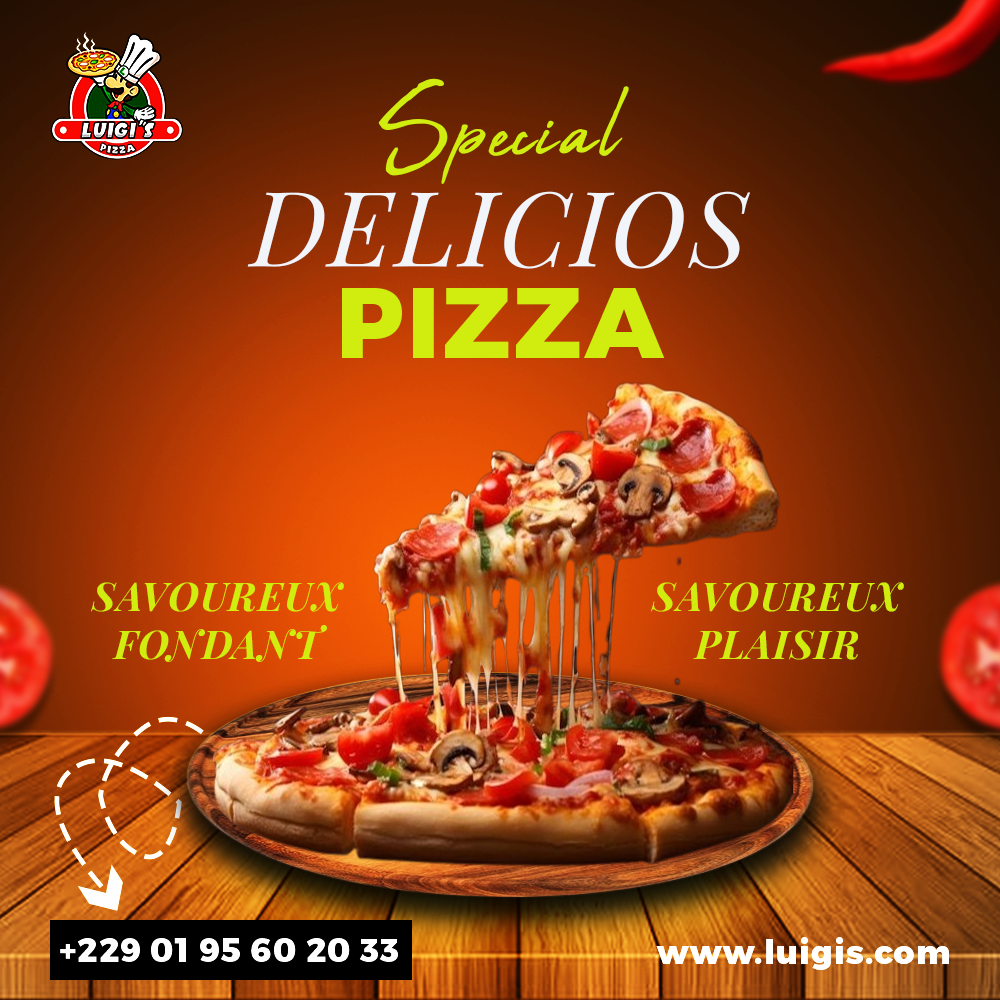 LUIGI'S
PIZZA
Special
DELICIOS
PIZZA
SAVOUREUX
FONDANT
SAVOUREUX
PLAISIR
+229 01 95 60 20 33
www.luigis.com